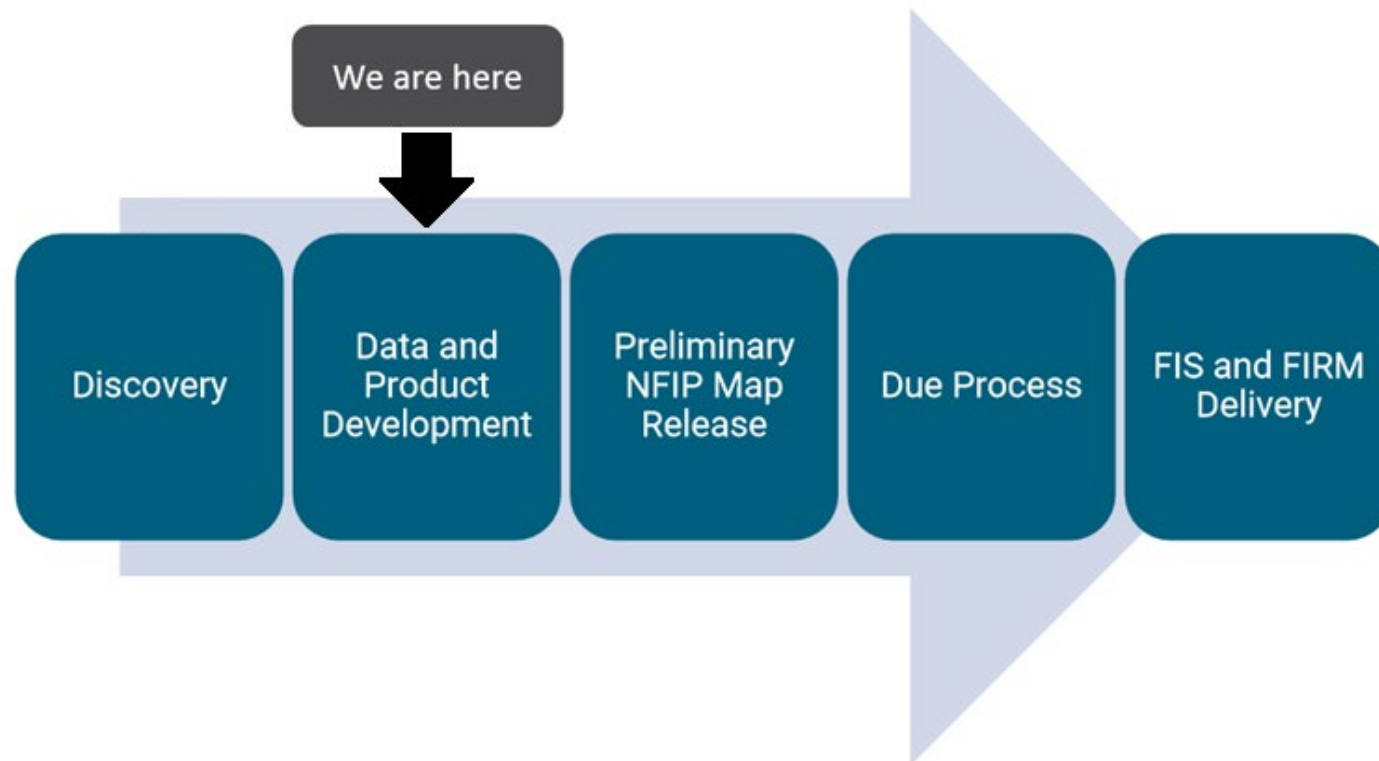 We are here
Discovery
Data and
Product
Development
Preliminary
NFIP Map
Release
Due Process
FIS and FIRM
Delivery